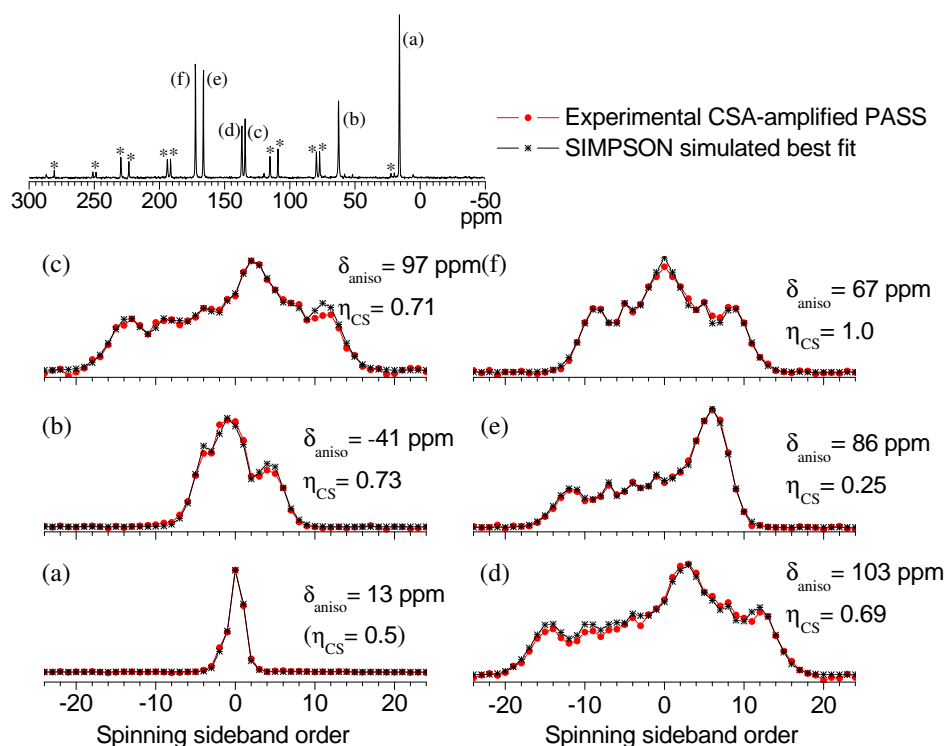 (a)
(f)
(e)
(d)
(c)
(b)
* * * * * * * * * * *
300 250 200 150 100 50 0 -50
ppm
Experimental CSA-amplified PASS
SIMPSON simulated best fit
(c)
δaniso= 97 ppm
ηCS= 0.71
(f)
δaniso= 67 ppm
ηCS= 1.0
(b)
δaniso= -41 ppm
ηCS= 0.73
(e)
δaniso= 86 ppm
ηCS= 0.25
(a)
δaniso= 13 ppm
(ηCS= 0.5)
(d)
δaniso= 103 ppm
ηCS= 0.69
-20 -10 0 10 20
Spinning sideband order
-20 -10 0 10 20
Spinning sideband order